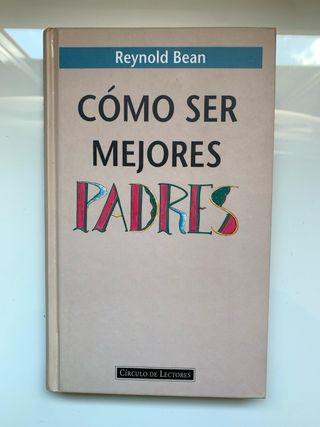 Reynold Bean
CÓMO SER
MEJORES
PADRES
CÍRCULO DE LECTORES